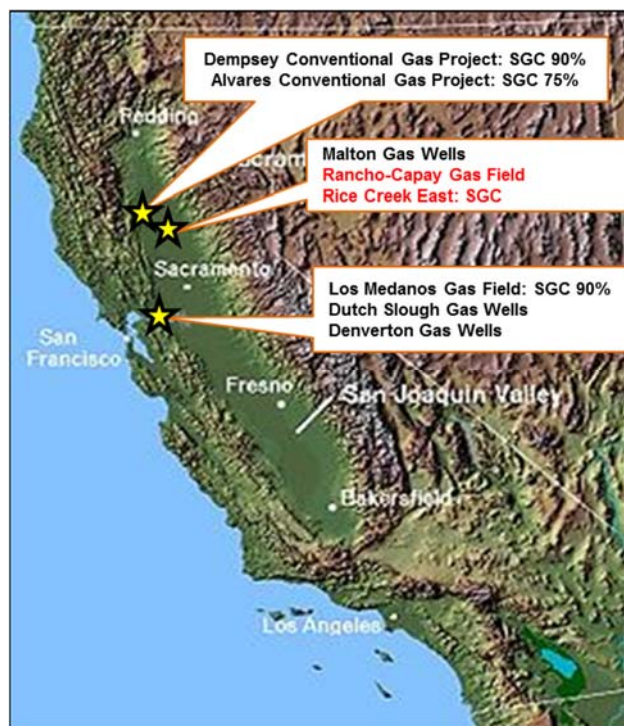 Dempsey Conventional Gas Project: SGC 90%
Alvares Conventional Gas Project: SGC 75%
Redding
Malton Gas Wells
Rancho-Capay Gas Field
Rice Creek East: SGC
Sacramento
Los Medanos Gas Field: SGC 90%
Dutch Slough Gas Wells
Denverton Gas Wells
San
Francisco
Fresno
San Joaquin Valley
Bakersfield
Los Angeles